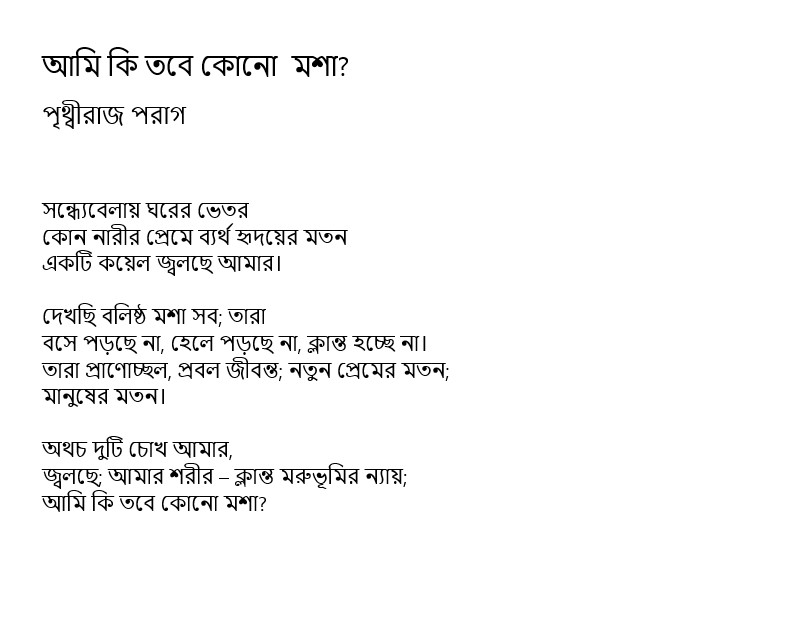 আমি কি তবে কোনো  মশা?
পৃথ্বীরাজ পরাগ
সন্ধ্যেবেলায় ঘরের ভেতর
কোন নারীর প্রেমে ব্যর্থ হৃদয়ের মতন
একটি কয়েল জ্বলছে আমার।
দেখছি বলিষ্ঠ মশা সব; তারা
বসে পড়ছে না, হেলে পড়ছে না, ক্লান্ত হচ্ছে না।
তারা প্রাণোচ্ছল, প্রবল জীবন্ত; নতুন প্রেমের মতন;
মানুষের মতন।
অথচ দুটি চোখ আমার,
জ্বলছে; আমার শরীর – ক্লান্ত মরুভূমির ন্যায়;
আমি কি তবে কোনো মশা?